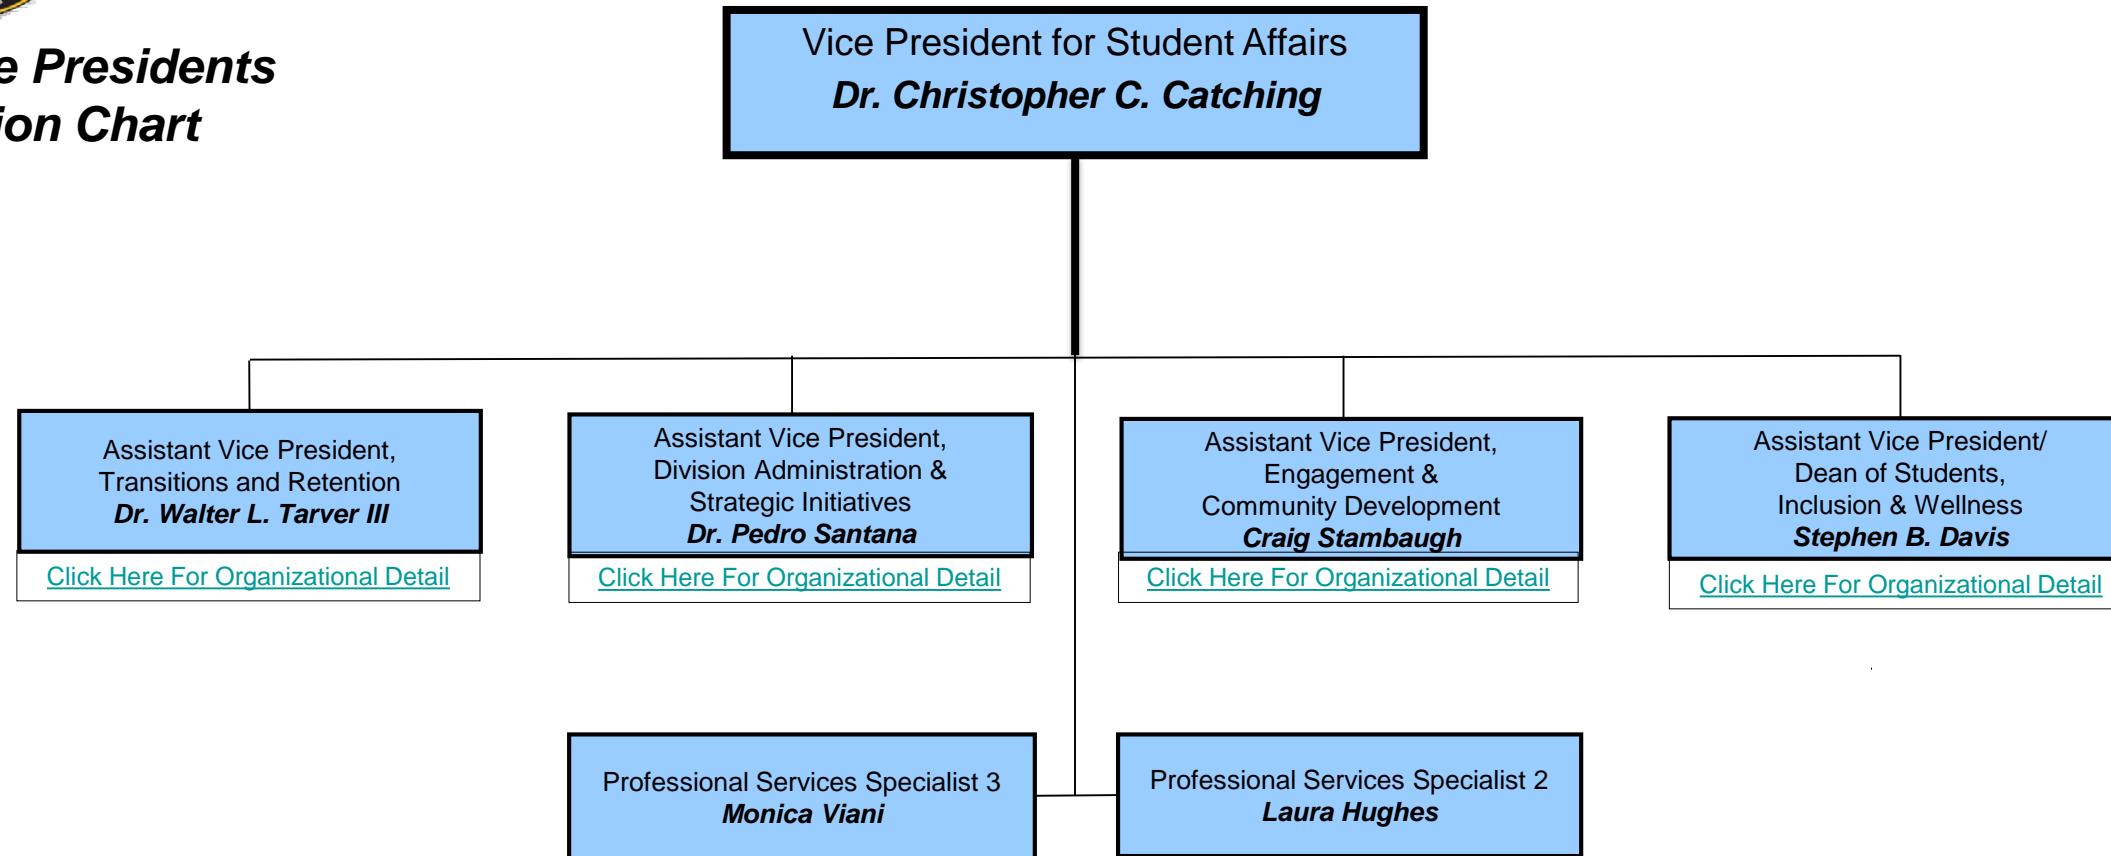 Presidents
Chart
Vice President for Student Affairs
Dr. Christopher C. Catching
Assistant Vice President,
Transitions and Retention
Dr. Walter L. Tarver III
Click Here For Organizational Detail
Assistant Vice President,
Division Administration &
Strategic Initiatives
Dr. Pedro Santana
Click Here For Organizational Detail
Assistant Vice President,
Engagement &
Community Development
Craig Stambaugh
Click Here For Organizational Detail
Assistant Vice President/
Dean of Students,
Inclusion & Wellness
Stephen B. Davis
Click Here For Organizational Detail
Professional Services Specialist 3
Monica Viani
Professional Services Specialist 2
Laura Hughes